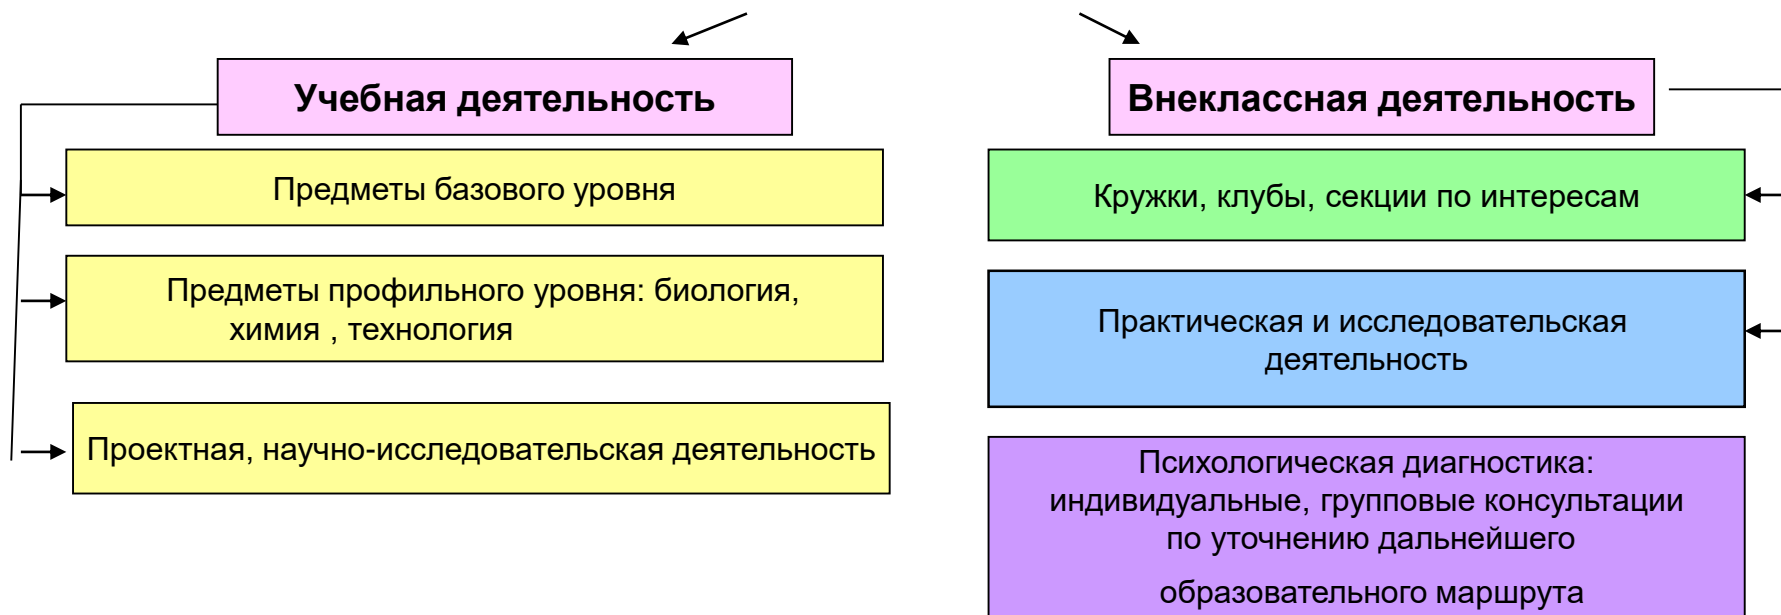 Учебная деятельность
Предметы базового уровня
Предметы профильного уровня: биология,
химия , технология
Проектная, научно-исследовательская деятельность
Внеклассная деятельность
Кружки, клубы, секции по интересам
Практическая и исследовательская
деятельность
Психологическая диагностика:
индивидуальные, групповые консультации
по уточнению дальнейшего
образовательного маршрута